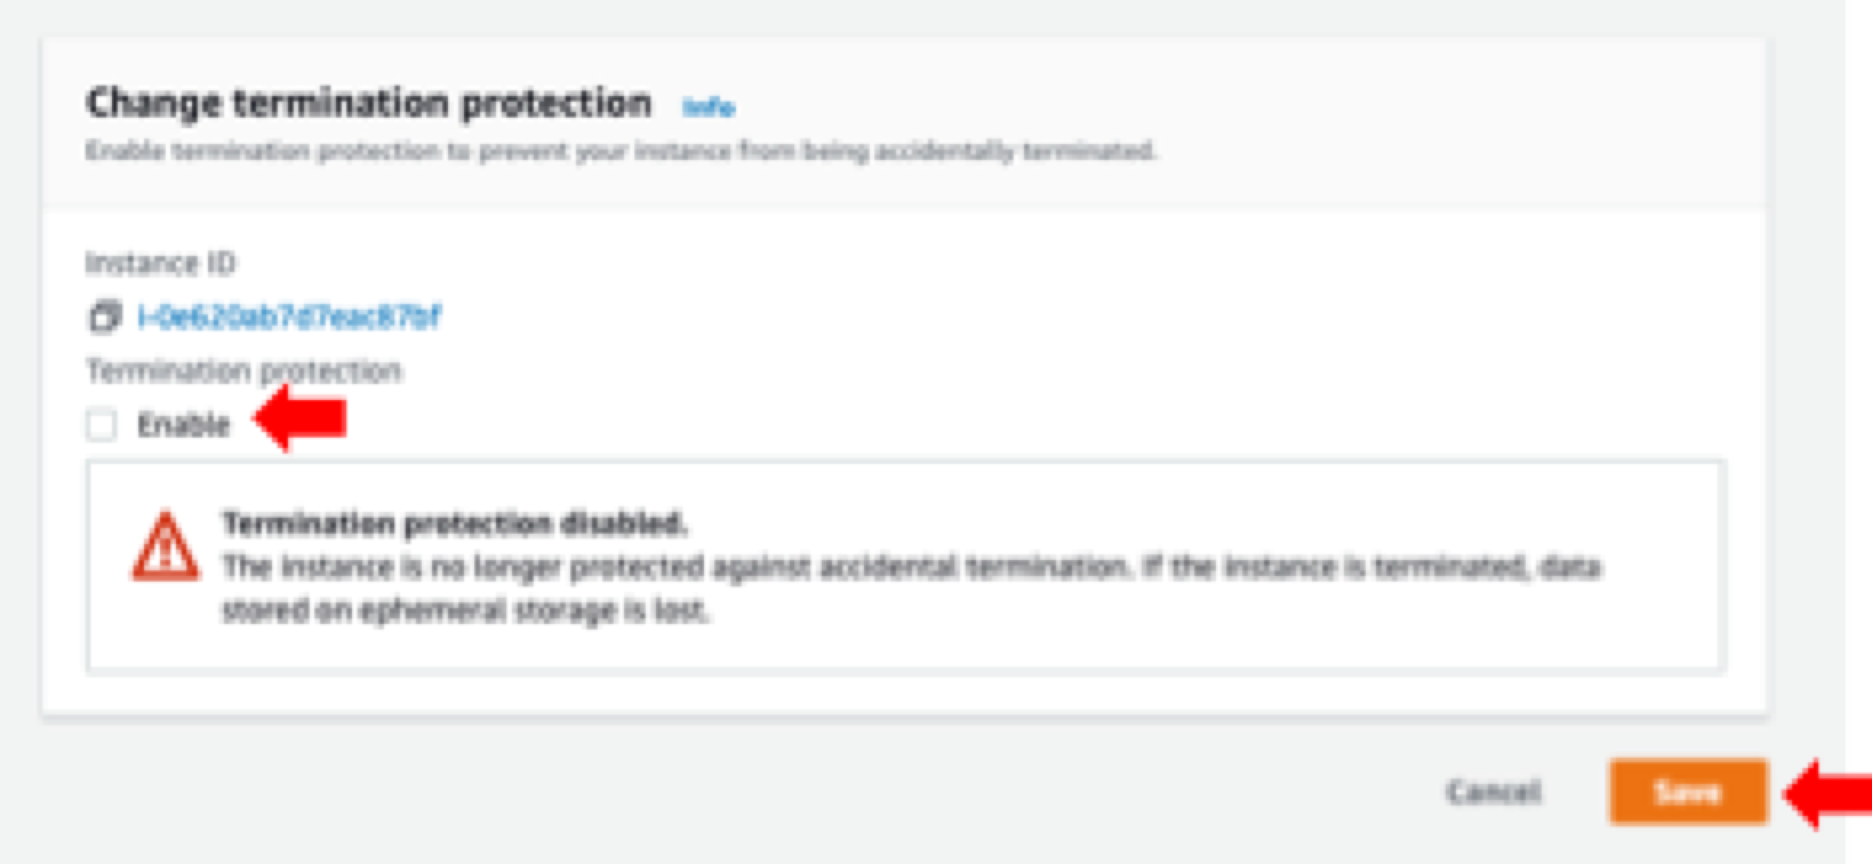 Change termination protection Info
Enable termination protection to prevent your instance from being accidentally terminated.
Instance ID
i-0e620ab7d7eac87bf
Termination protection
Enable
Termination protection disabled.
The instance is no longer protected against accidental termination. If the instance is terminated, data
stored on ephemeral storage is lost.
Cancel Save